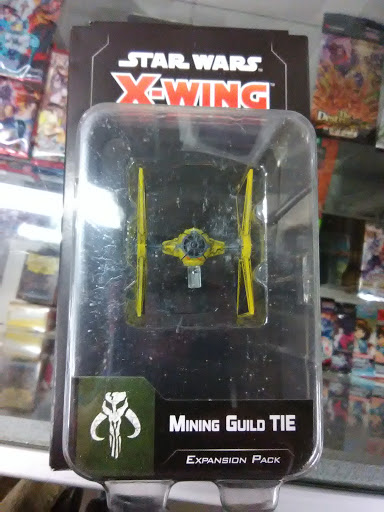 STAR WARS
X-WING
MINING GUILD TIE
EXPANSION PACK